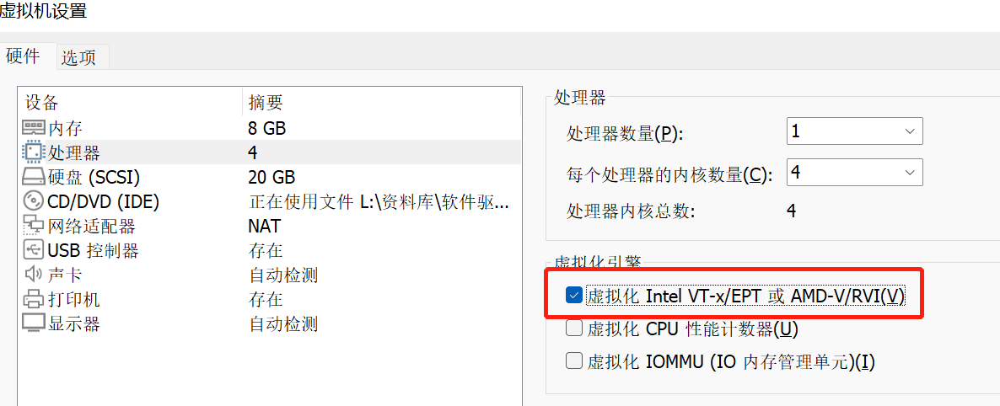 虚拟机设置
硬件 选项
设备 摘要
内存 8 GB
处理器 4
硬盘 (SCSI) 20 GB
CD/DVD (IDE) 正在使用文件 L:\资料库\软件驱...
网络适配器 NAT
USB 控制器 存在
声卡 自动检测
打印机 存在
显示器 自动检测
处理器
处理器数量(P): 1
每个处理器的内核数量(C): 4
处理器内核总数: 4
虚拟化引擎
虚拟化 Intel VT-x/EPT 或 AMD-V/RVI(V)
虚拟化 CPU 性能计数器(U)
虚拟化 IOMMU (IO 内存管理单元)(I)